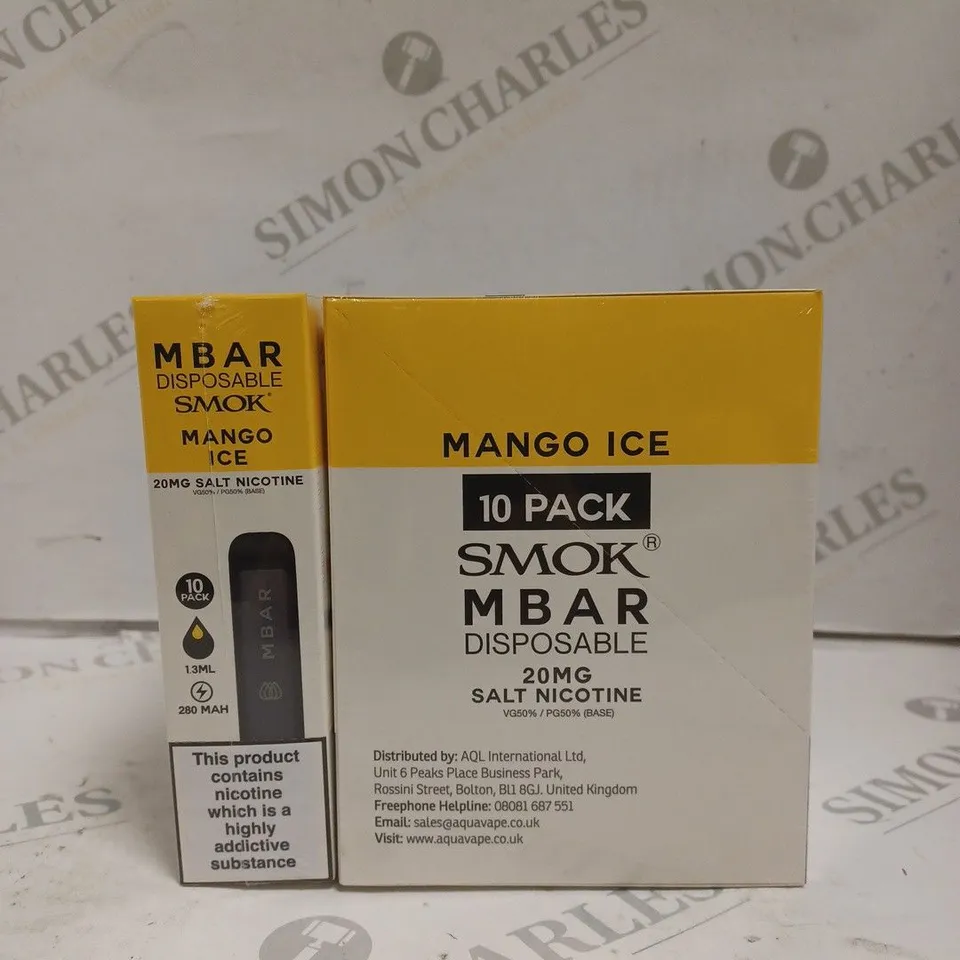 SIMON CHARLES
SIMON CHARLES
SIMON CHARLES
MBAR
DISPOSABLE
SMOK®
MANGO
ICE
20MG SALT NICOTINE
VG50% / PG50% (BASE)
10
PACK
1.3ML
280 MAH
MBAR
This product
contains
nicotine
which is a
highly
addictive
substance
MANGO ICE
10 PACK
SMOK®
MBAR
DISPOSABLE
20MG
SALT NICOTINE
VG50% / PG50% (BASE)
Distributed by: AQL International Ltd,
Unit 6 Peaks Place Business Park,
Rossini Street, Bolton, BL1 8GJ. United Kingdom
Freephone Helpline: 08081 687 551
Email: sales@aquavape.co.uk
Visit: www.aquavape.co.uk